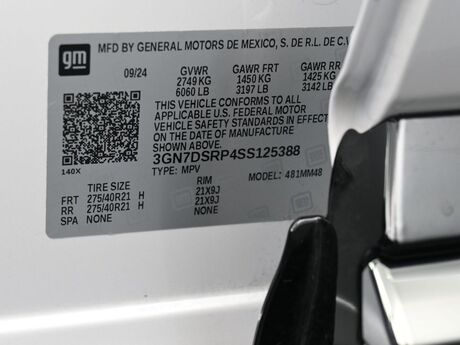 gm
MFD BY GENERAL MOTORS DE MEXICO, S. DE R.L. DE C.V
09/24 GVWR GAWR FRT GAWR RR
2749 KG 1450 KG 1425 KG
6060 LB 3197 LB 3142 LB
THIS VEHICLE CONFORMS TO ALL
APPLICABLE U.S. FEDERAL MOTOR
VEHICLE SAFETY
STANDARDS IN EFFECT
ON THE DATE OF MANUFACTURE
SHOWN ABOVE
3GN7DSRP4SS125388
140X TYPE: MPV MODEL: 481MM48
TIRE SIZE RIM
FRT 275/40R21 H 21X9J
RR 275/40R21 H 21X9J
SPA NONE NONE